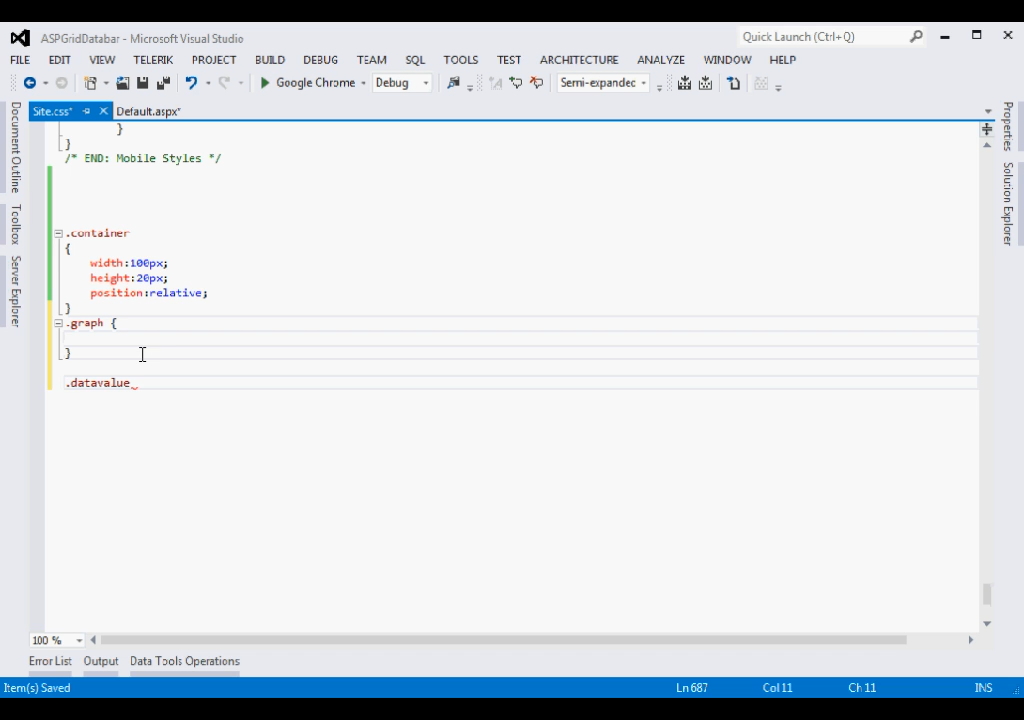 ASPGridDatabar - Microsoft Visual Studio
Quick Launch (Ctrl+Q)
FILE EDIT VIEW TELERIK PROJECT BUILD DEBUG TEAM SQL TOOLS TEST ARCHITECTURE ANALYZE WINDOW HELP
Google Chrome Debug Semi-expanded
Site.css* Default.aspx*
Document Outline
Toolbox
Server Explorer
Properties
Solution Explorer
}
}
/* END: Mobile Styles */
.container
{
width:100px;
height:20px;
position:relative;
}
.graph {
}
.datavalue
100 %
Error List Output Data Tools Operations
Item(s) Saved Ln 687 Col 11 Ch 11 INS